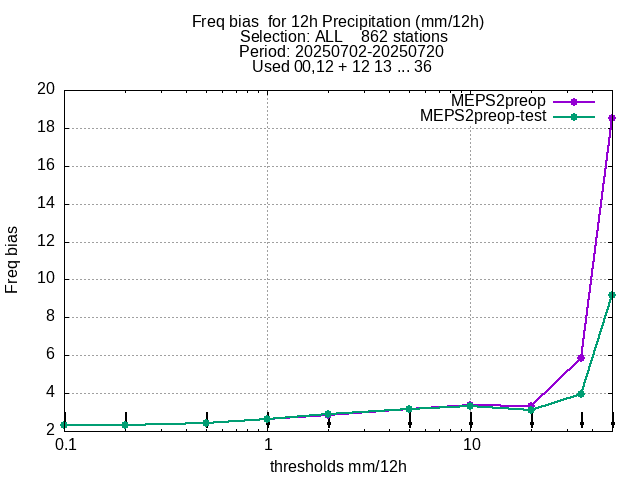 Freq bias  for 12h Precipitation (mm/12h)
Selection: ALL    862 stations
Period: 20250702-20250720
Used 00,12 + 12 13 ... 36
MEPS2preop
MEPS2preop-test
20
18
16
14
12
10
8
6
4
2
Freq bias
0.1
1
10
thresholds mm/12h